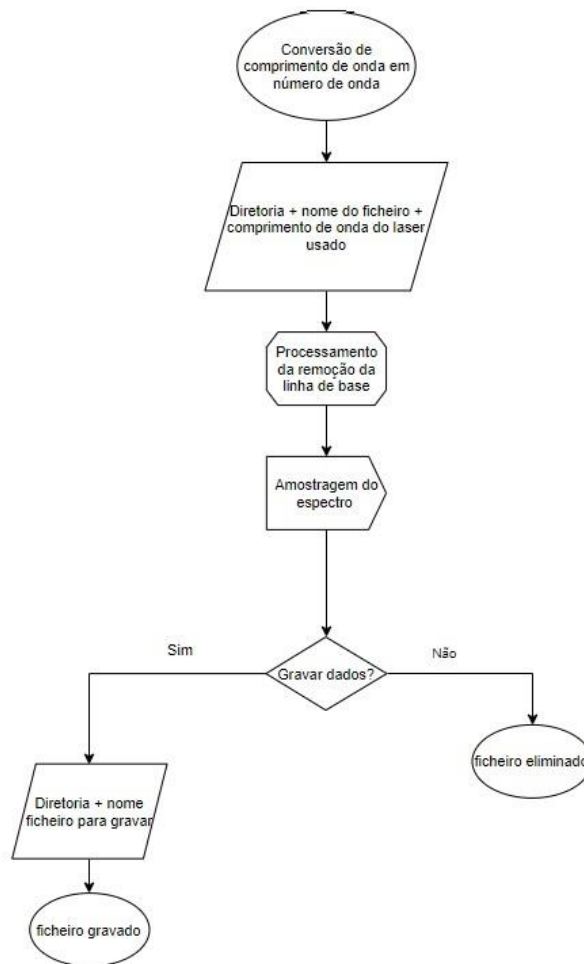 Conversão de
comprimento de onda em
número de onda
Diretoria + nome do ficheiro +
comprimento de onda do laser
usado
Processamento
da remoção da
linha de base
Amostragem do
espectro
Gravar dados?
Sim
Não
Diretoria + nome
ficheiro para gravar
ficheiro eliminado
ficheiro gravado